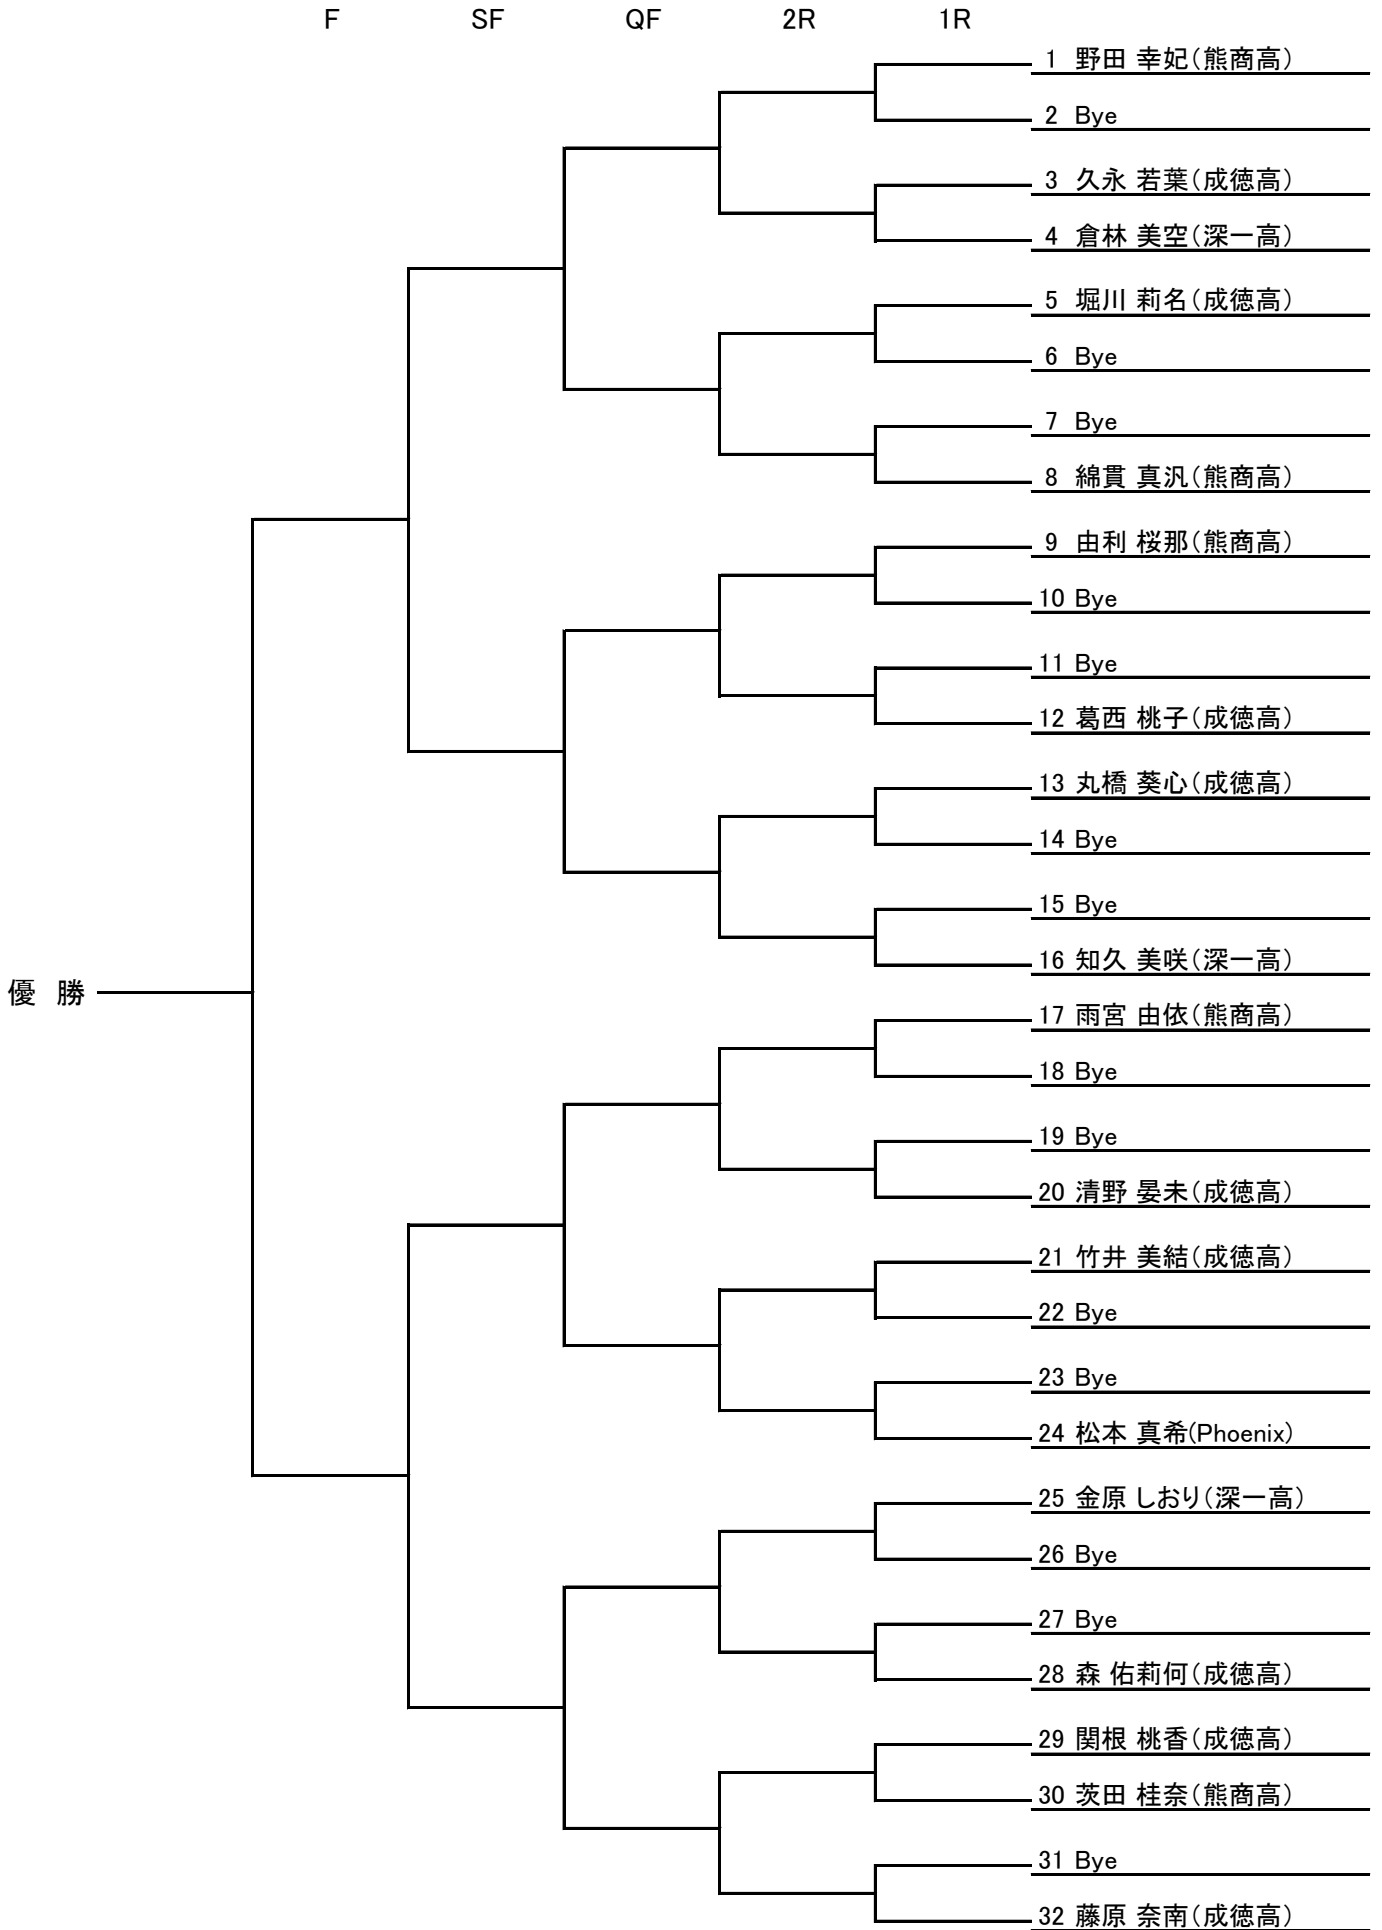 F SF QF 2R 1R
1 野田 幸妃(熊商高)
2 Bye
3 久永 若葉(成徳高)
4 倉林 美空(深一高)
5 堀川 莉名(成徳高)
6 Bye
7 Bye
8 綿貫 真汎(熊商高)
9 由利 桜那(熊商高)
10 Bye
11 Bye
12 葛西 桃子(成徳高)
13 丸橋 葵心(成徳高)
14 Bye
15 Bye
16 知久 美咲(深一高)
優 勝
17 雨宮 由依(熊商高)
18 Bye
19 Bye
20 清野 晏未(成徳高)
21 竹井 美結(成徳高)
22 Bye
23 Bye
24 松本 真希(Phoenix)
25 金原 しおり(深一高)
26 Bye
27 Bye
28 森 佑莉何(成徳高)
29 関根 桃香(成徳高)
30 茨田 桂奈(熊商高)
31 Bye
32 藤原 奈南(成徳高)